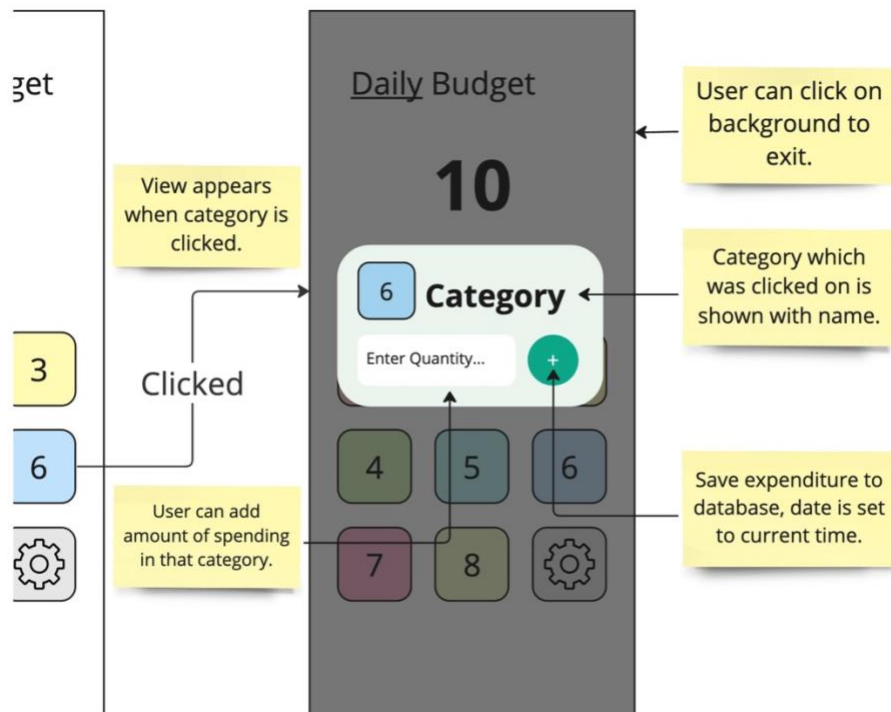 get
Daily Budget
User can click on
background to
exit.
10
View appears
when category is
clicked.
6
Category
Category which
was clicked on is
shown with name.
Enter Quantity...
+
3
Clicked
6
4
5
6
Save expenditure to
database, date is set
to current time.
User can add
amount of spending
in that category.
7
8